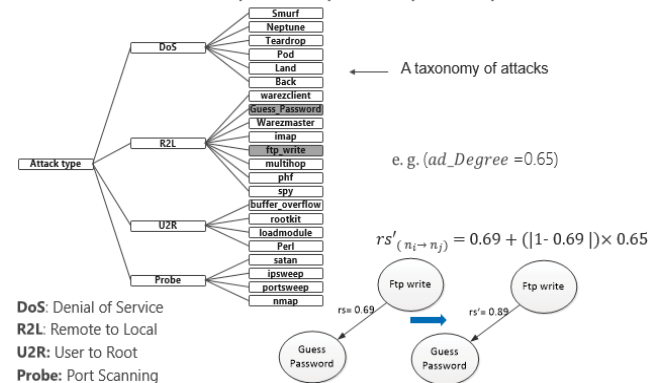 Smurf
Neptune
Teardrop
Pod
Land
Back
warezclient
Guess_Password
Warezmaster
imap
ftp_write
multihop
phf
spy
buffer_overflow
rootkit
loadmodule
Perl
satan
ipsweep
portsweep
nmap
DoS
R2L
U2R
Probe
Attack type
A taxonomy of attacks
e. g. (ad_Degree =0.65)
rs′( nᵢ→ nⱼ) = 0.69 + (|1- 0.69 |)× 0.65
Ftp write
rs= 0.69
Guess
Password
Ftp write
rs'= 0.89
Guess
Password
DoS: Denial of Service
R2L: Remote to Local
U2R: User to Root
Probe: Port Scanning